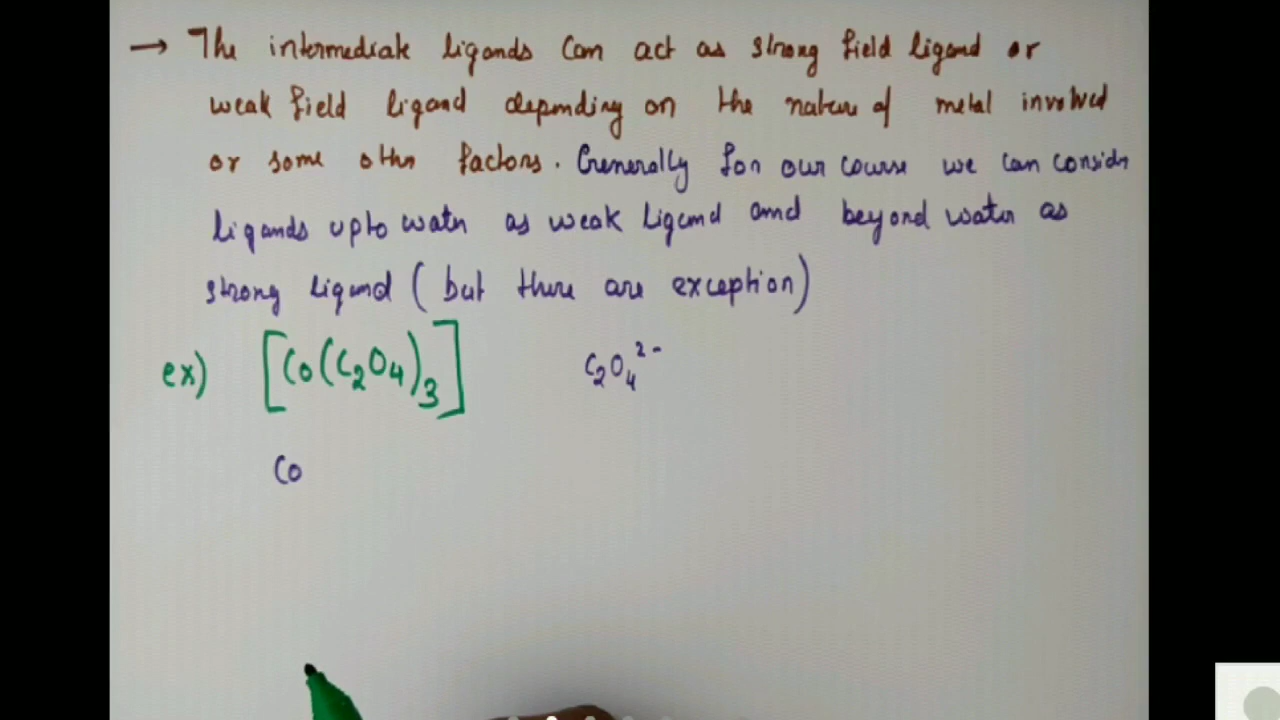 → The intermediate ligands can act as strong field ligand or
weak field ligand depending on the nature of metal involved
or some other factors. Generally for our course we can consider
ligands upto water as weak ligand and beyond water as
strong ligand (but there are exception)
ex) [Co(C₂O₄)₃] C₂O₄²⁻
Co